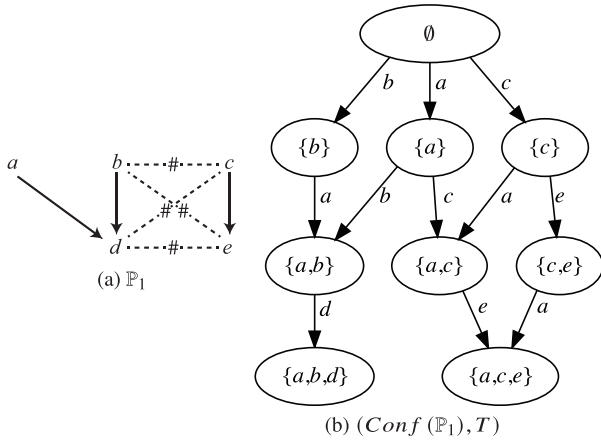 ∅
b a c
{b} {a} {c}
a b c a e
a b # c
# #
d # e
(a) ℙ₁
{a,b} {a,c} {c,e}
d e a
{a,b,d} {a,c,e}
(b) (Conf (ℙ₁), T)